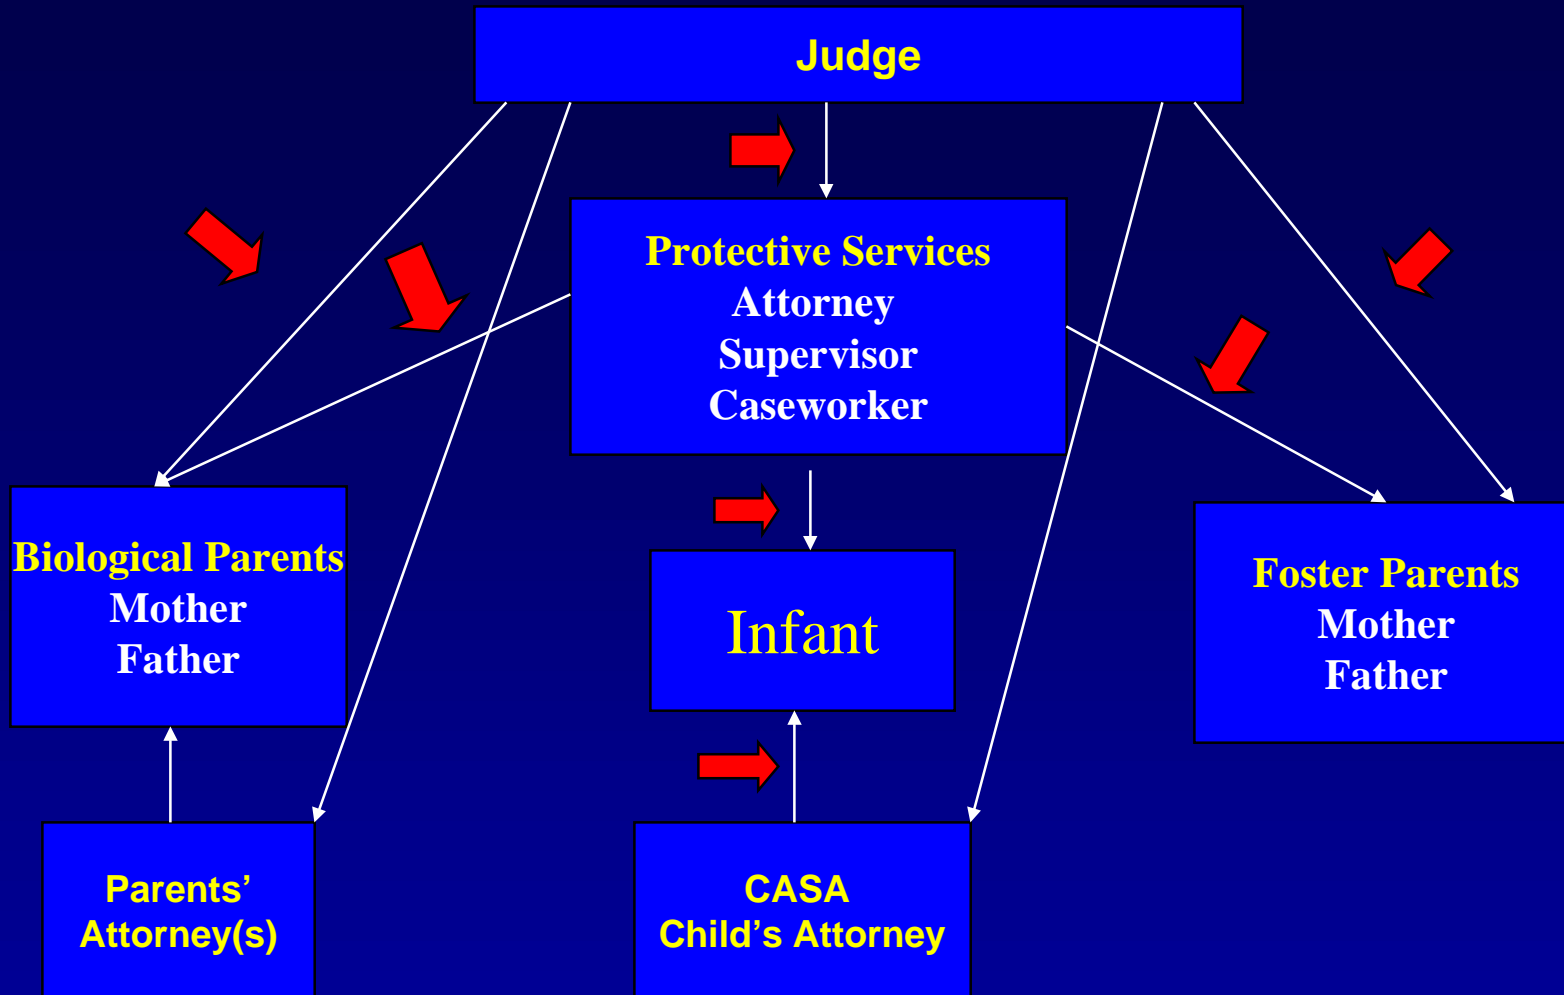 Judge
Protective Services
Attorney
Supervisor
Caseworker
Biological Parents
Mother
Father
Infant
Foster Parents
Mother
Father
Parents’
Attorney(s)
CASA
Child’s Attorney